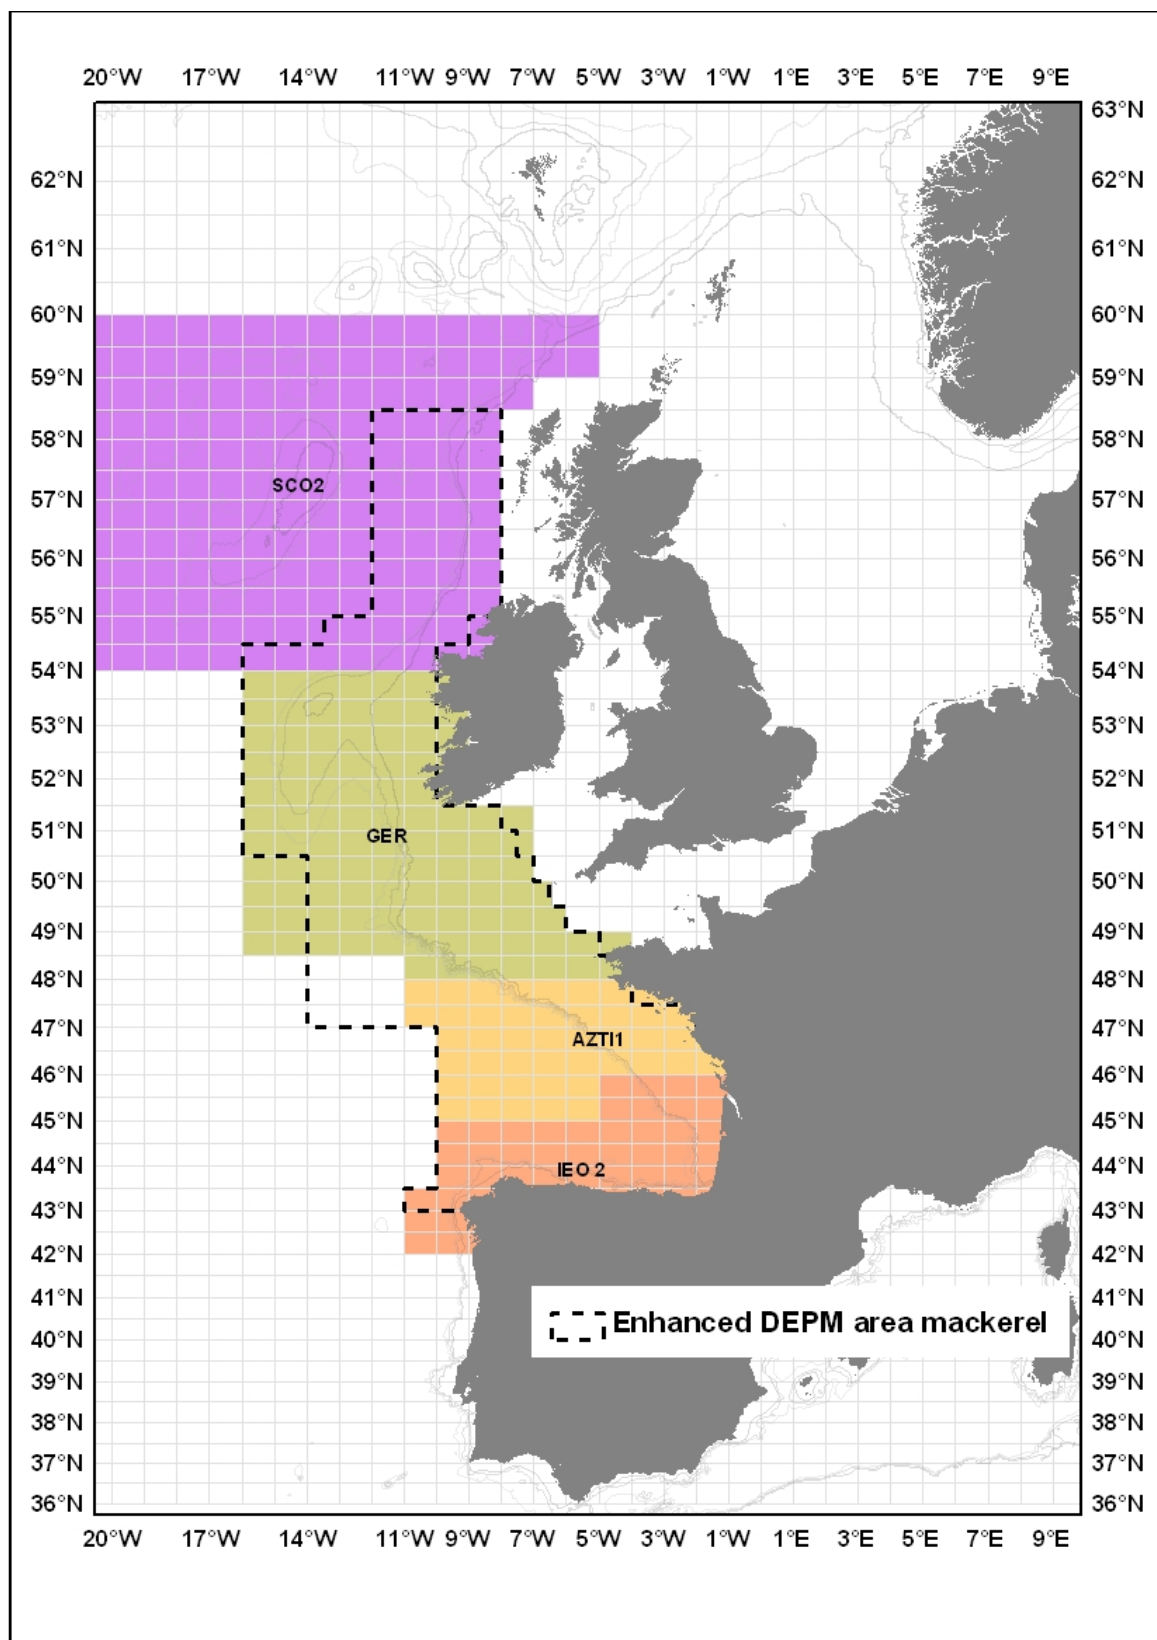 20°W 17°W 14°W 11°W 9°W 7°W 5°W 3°W 1°W 1°E 3°E 5°E 7°E 9°E
63°N
62°N 62°N
61°N 61°N
60°N 60°N
59°N 59°N
58°N 58°N
SCO2
57°N 57°N
56°N 56°N
55°N 55°N
54°N 54°N
53°N 53°N
52°N 52°N
51°N GER 51°N
50°N 50°N
49°N 49°N
48°N 48°N
47°N 47°N
AZTI1
46°N 46°N
45°N 45°N
44°N IEO 2 44°N
43°N 43°N
42°N 42°N
41°N 41°N
Enhanced DEPM area mackerel
40°N 40°N
39°N 39°N
38°N 38°N
37°N 37°N
36°N 36°N
20°W 17°W 14°W 11°W 9°W 7°W 5°W 3°W 1°W 1°E 3°E 5°E 7°E 9°E